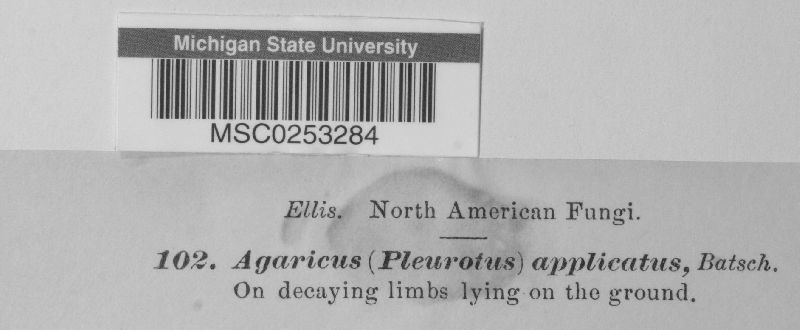 Michigan State University
MSC0253284
Ellis. North American Fungi.
102. Agaricus (Pleurotus) applicatus, Batsch.
On decaying limbs lying on the ground.